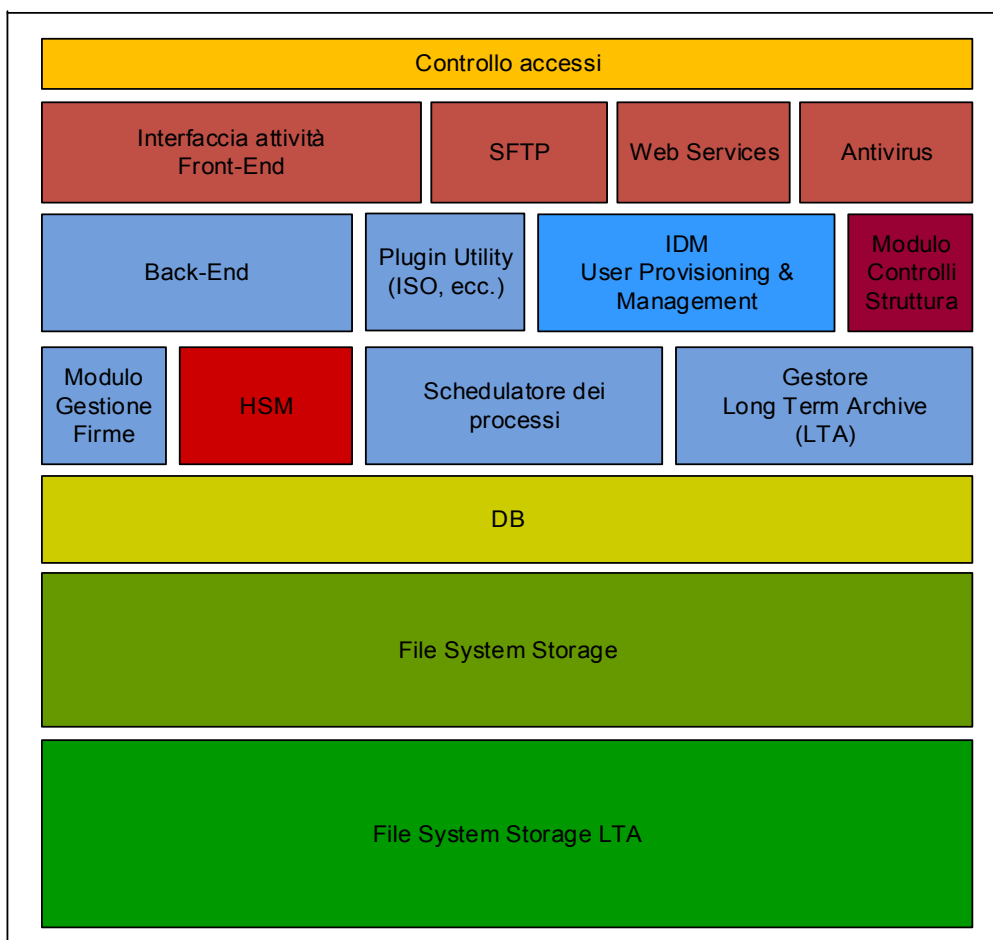 Controllo accessi
Interfaccia attività
Front-End
SFTP
Web Services
Antivirus
Back-End
Plugin Utility
(ISO, ecc.)
IDM
User Provisioning &
Management
Modulo
Controlli
Struttura
Modulo
Gestione
Firme
HSM
Schedulatore dei
processi
Gestore
Long Term Archive
(LTA)
DB
File System Storage
File System Storage LTA